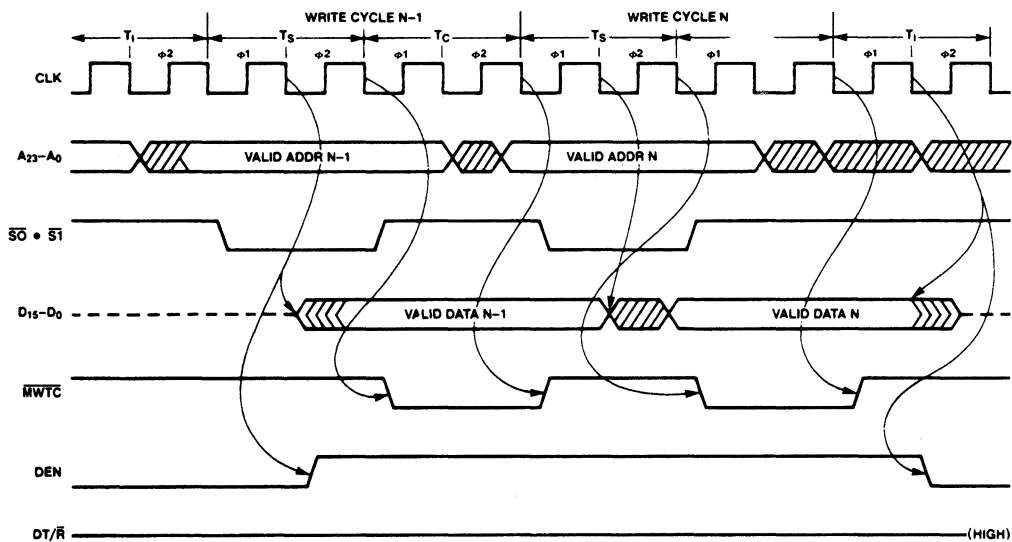 WRITE CYCLE N-1 WRITE CYCLE N
TI TS TC TS TI
φ2 φ1 φ2 φ1 φ2 φ1 φ2 φ1 φ1 φ2
CLK
A23–A0 VALID ADDR N-1 VALID ADDR N
S0 • S1
D15–D0 VALID DATA N-1 VALID DATA N
MWTC
DEN
DT/R (HIGH)